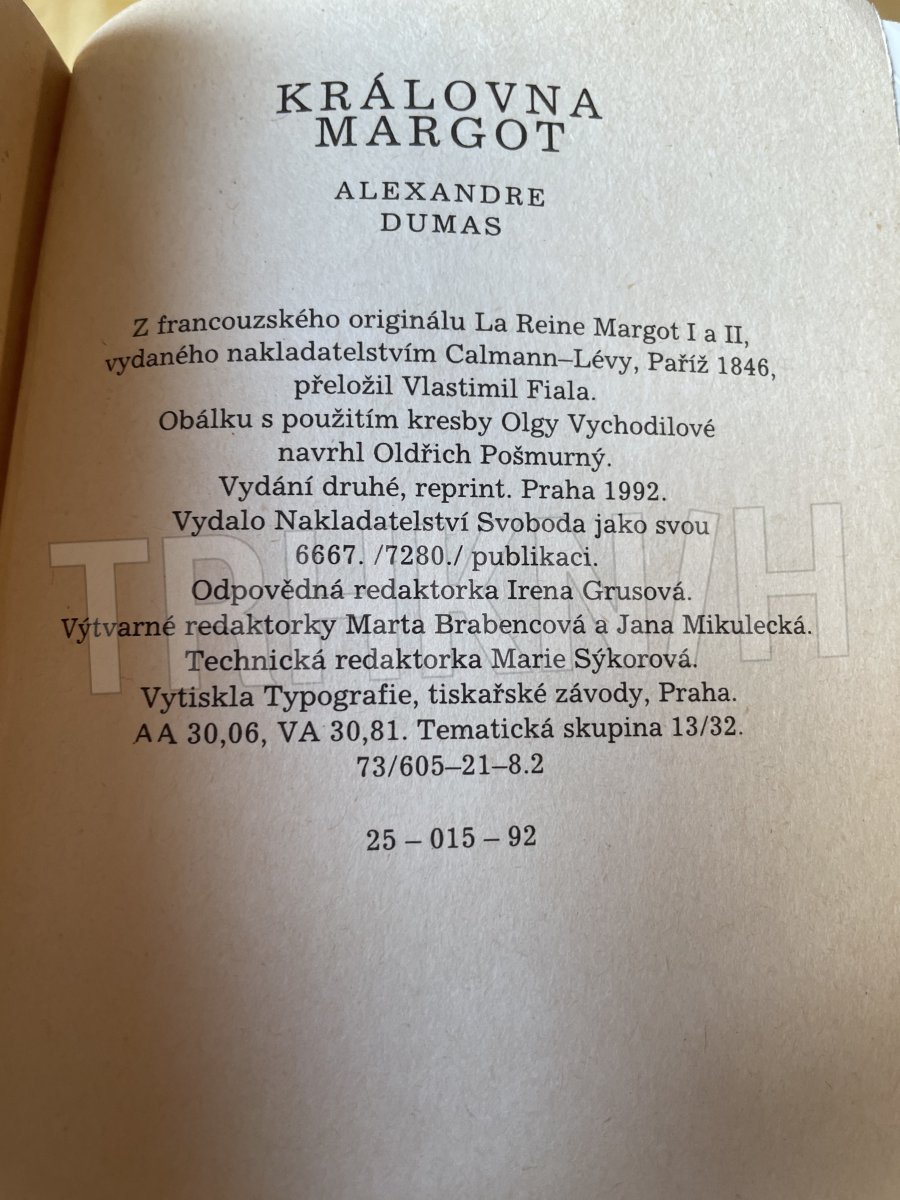 KRÁLOVNA
MARGOT
ALEXANDRE
DUMAS
Z francouzského originálu La Reine Margot I a II,
vydaného nakladatelstvím Calmann–Lévy, Paříž 1846,
přeložil Vlastimil Fiala.
Obálku s použitím kresby Olgy Vychodilové
navrhl Oldřich Pošmurný.
Vydání druhé, reprint. Praha 1992.
Vydalo Nakladatelství Svoboda jako svou
6667. /7280./ publikaci.
Odpovědná redaktorka Irena Grusová.
Výtvarné redaktorky Marta Brabencová a Jana Mikulecká.
Technická redaktorka Marie Sýkorová.
Vytiskla Typografie, tiskařské závody, Praha.
AA 30,06, VA 30,81. Tematická skupina 13/32.
73/605–21–8.2
25 – 015 – 92